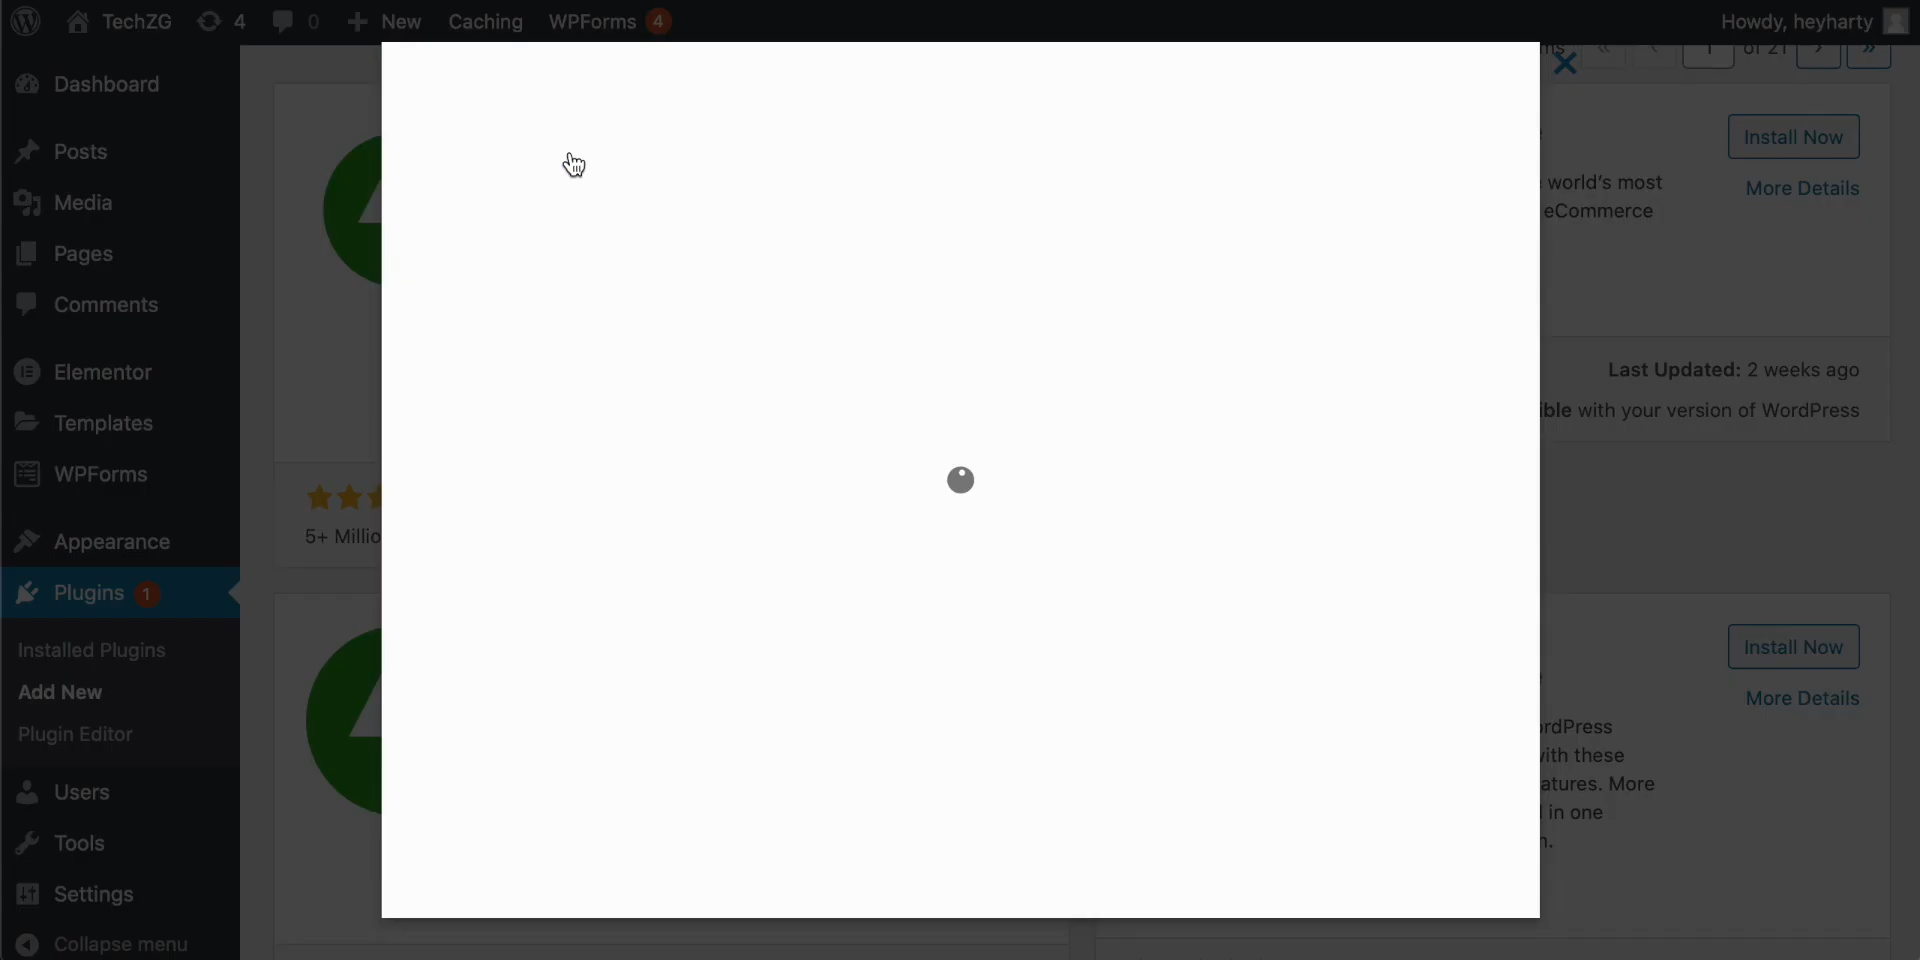 TechZG 4 0 New Caching WPForms 4 Howdy, heyharty
1 of 21
Dashboard
Posts
Media
Pages
Comments
Elementor
Templates
WPForms
Appearance
Plugins 1
Installed Plugins
Add New
Plugin Editor
Users
Tools
Settings
Collapse menu
5+ Millio
Install Now
More Details
world's most
eCommerce
Last Updated: 2 weeks ago
ible with your version of WordPress
Install Now
More Details
ordPress
with these
atures. More
in one